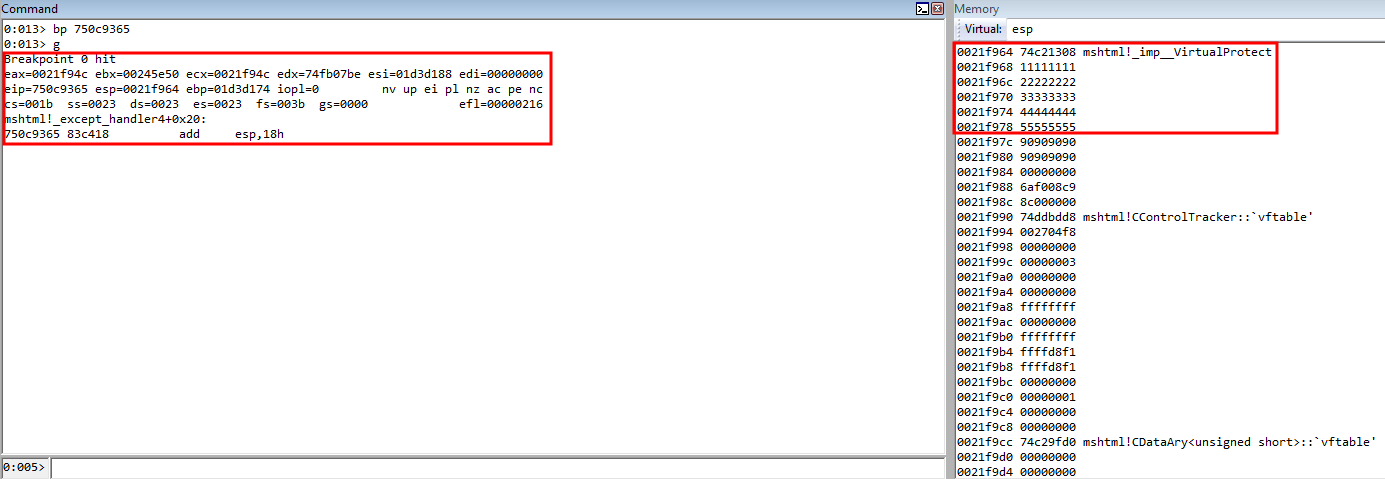 Command
0:013> bp 750c9365
0:013> g
Breakpoint 0 hit
eax=0021f94c ebx=00245e50 ecx=0021f94c edx=74fb07be esi=01d3d188 edi=00000000
eip=750c9365 esp=0021f964 ebp=01d3d174 iopl=0         nv up ei pl nz ac pe nc
cs=001b  ss=0023  ds=0023  es=0023  fs=003b  gs=0000             efl=00000216
mshtml!_except_handler4+0x20:
750c9365 83c418          add     esp,18h
0:005>
Memory
Virtual: esp
0021f964 74c21308 mshtml!_imp__VirtualProtect
0021f968 11111111
0021f96c 22222222
0021f970 33333333
0021f974 44444444
0021f978 55555555
0021f97c 90909090
0021f980 90909090
0021f984 00000000
0021f988 6af008c9
0021f98c 8c000000
0021f990 74ddbdd8 mshtml!CControlTracker::`vftable'
0021f994 002704f8
0021f998 00000000
0021f99c 00000003
0021f9a0 00000000
0021f9a4 00000000
0021f9a8 ffffffff
0021f9ac 00000000
0021f9b0 ffffffff
0021f9b4 ffffd8f1
0021f9b8 ffffd8f1
0021f9bc 00000000
0021f9c0 00000001
0021f9c4 00000000
0021f9c8 00000000
0021f9cc 74c29fd0 mshtml!CDataAry<unsigned short>::`vftable'
0021f9d0 00000000
0021f9d4 00000000